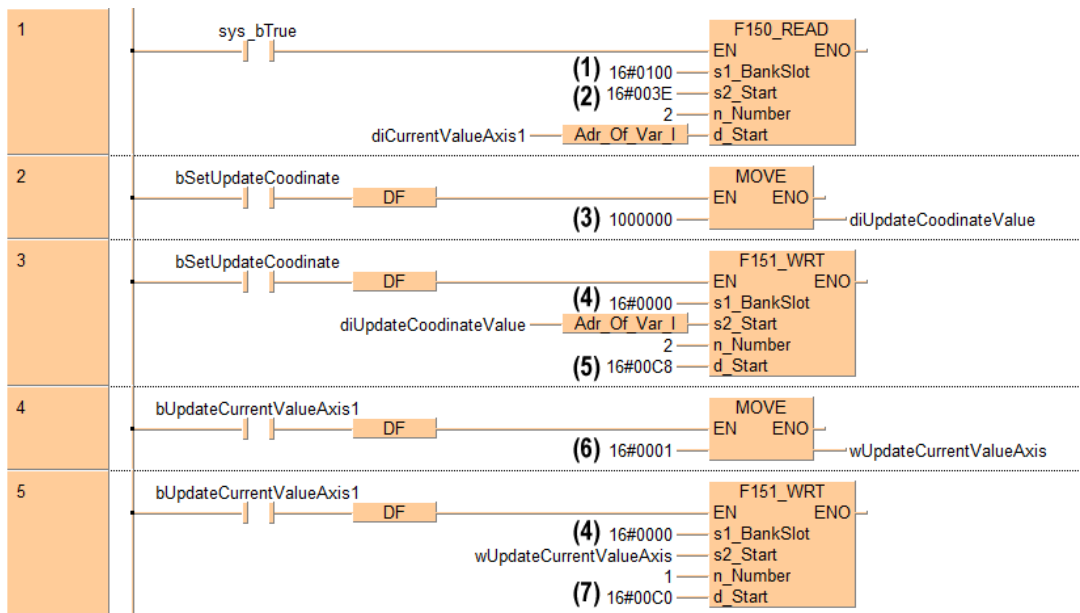 1
sys_bTrue
F150_READ
EN ENO
(1) 16#0100 s1_BankSlot
(2) 16#003E s2_Start
2 n_Number
diCurrentValueAxis1 Adr_Of_Var_I d_Start
2
bSetUpdateCoodinate
DF
MOVE
EN ENO
(3) 1000000 diUpdateCoodinateValue
3
bSetUpdateCoodinate
DF
F151_WRT
EN ENO
(4) 16#0000 s1_BankSlot
diUpdateCoodinateValue Adr_Of_Var_I s2_Start
2 n_Number
(5) 16#00C8 d_Start
4
bUpdateCurrentValueAxis1
DF
MOVE
EN ENO
(6) 16#0001 wUpdateCurrentValueAxis
5
bUpdateCurrentValueAxis1
DF
F151_WRT
EN ENO
(4) 16#0000 s1_BankSlot
wUpdateCurrentValueAxis s2_Start
1 n_Number
(7) 16#00C0 d_Start